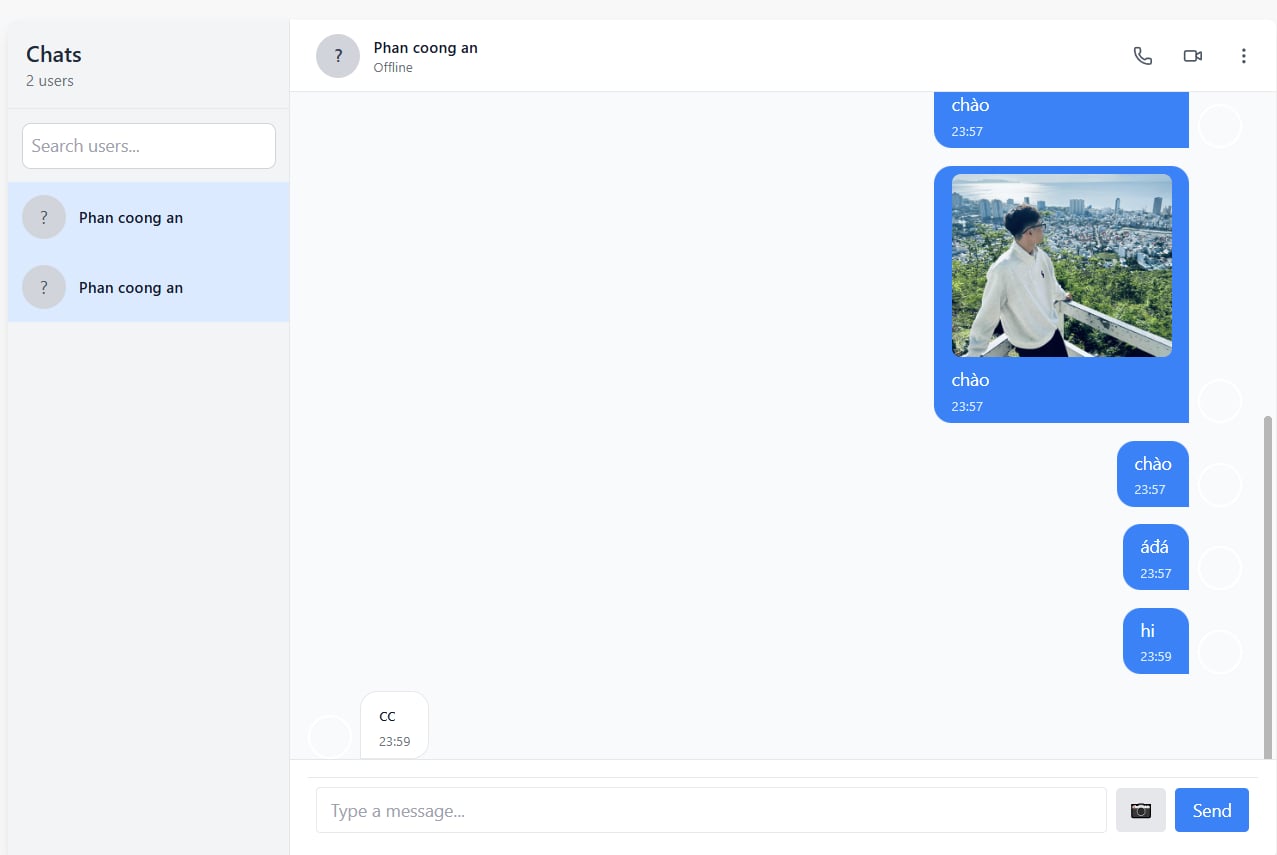 Chats
2 users
Search users...
? Phan coong an
? Phan coong an
? Phan coong an
Offline
chào
23:57
chào
23:57
chào
23:57
áđá
23:57
hi
23:59
cc
23:59
Type a message...
Send